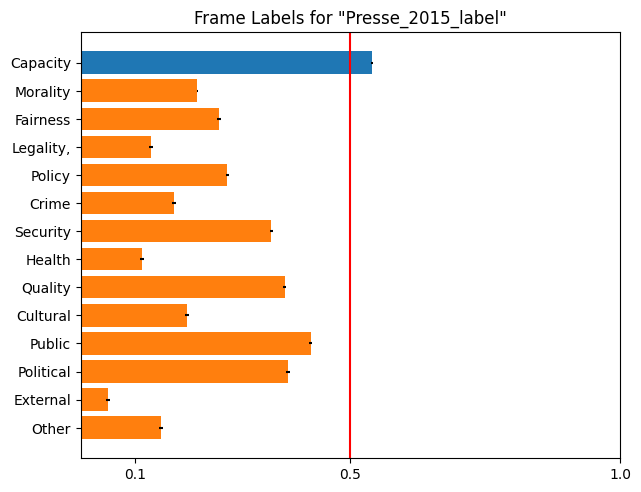 Frame Labels for "Presse_2015_label"
Capacity
Morality
Fairness
Legality,
Policy
Crime
Security
Health
Quality
Cultural
Public
Political
External
Other
0.1 0.5 1.0